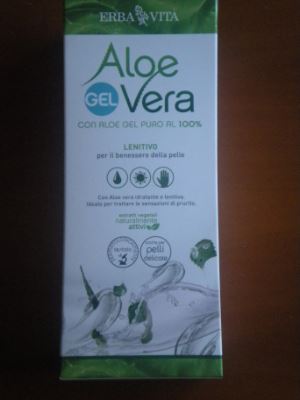 ERBA VITA
Aloe
GEL Vera
CON ALOE GEL PURO AL 100%
LENITIVO
per il benessere della pelle
Con Aloe vera idratante e lenitiva.
Ideale per trattare le sensazioni di prurito.
estratti vegetali
naturalmente
attivi
pelli
delicate